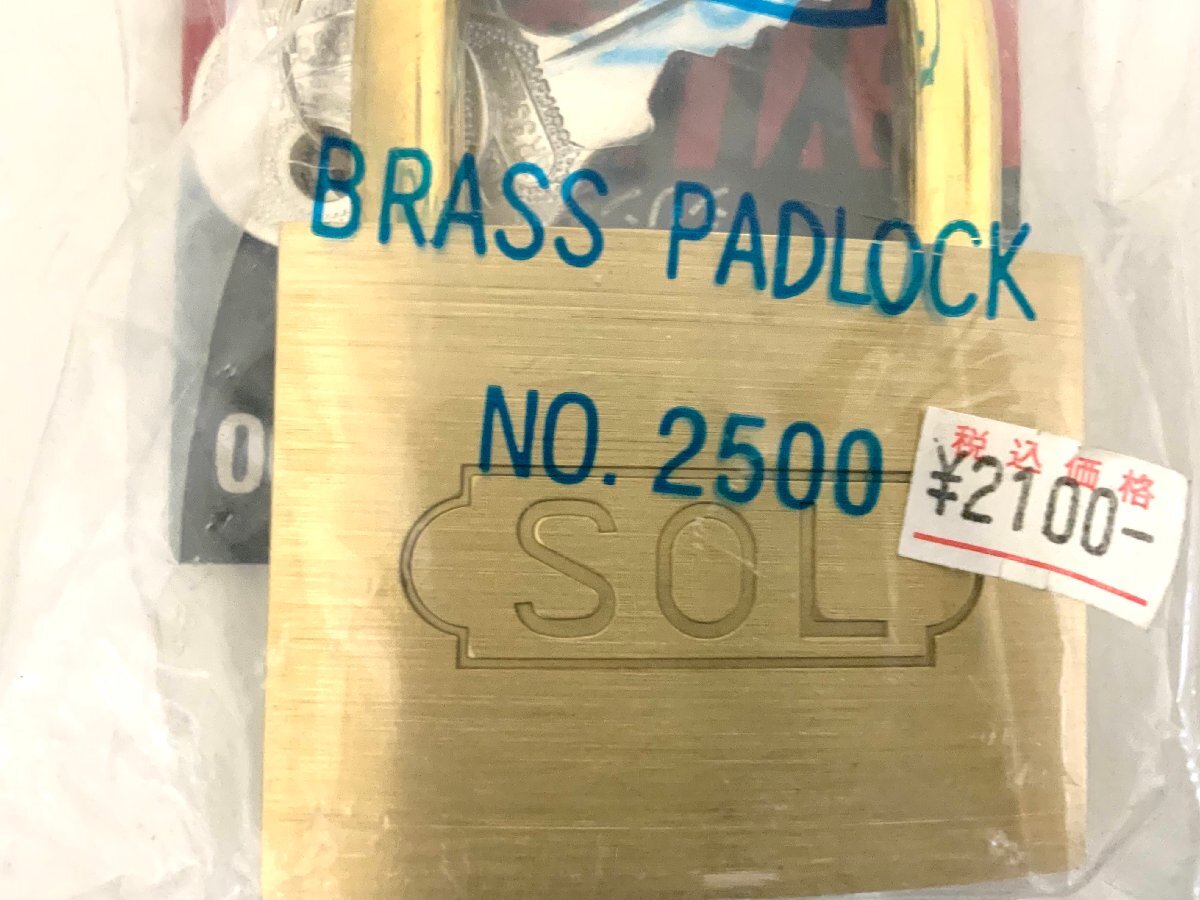 BRASS PADLOCK
NO. 2500
SOL
税込価格
¥2100-